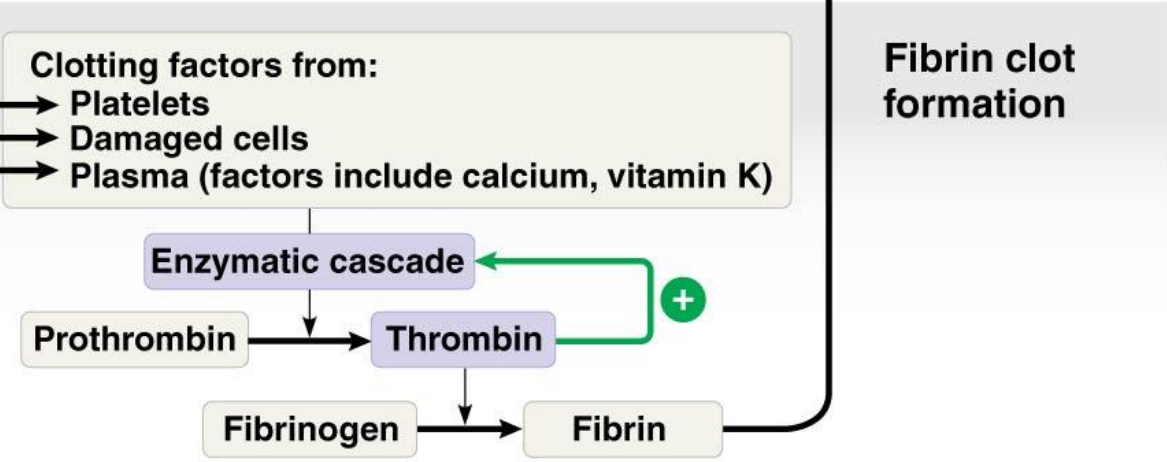 Clotting factors from:
Platelets
Damaged cells
Plasma (factors include calcium, vitamin K)
Fibrin clot
formation
Enzymatic cascade
+
Prothrombin
Thrombin
Fibrinogen
Fibrin